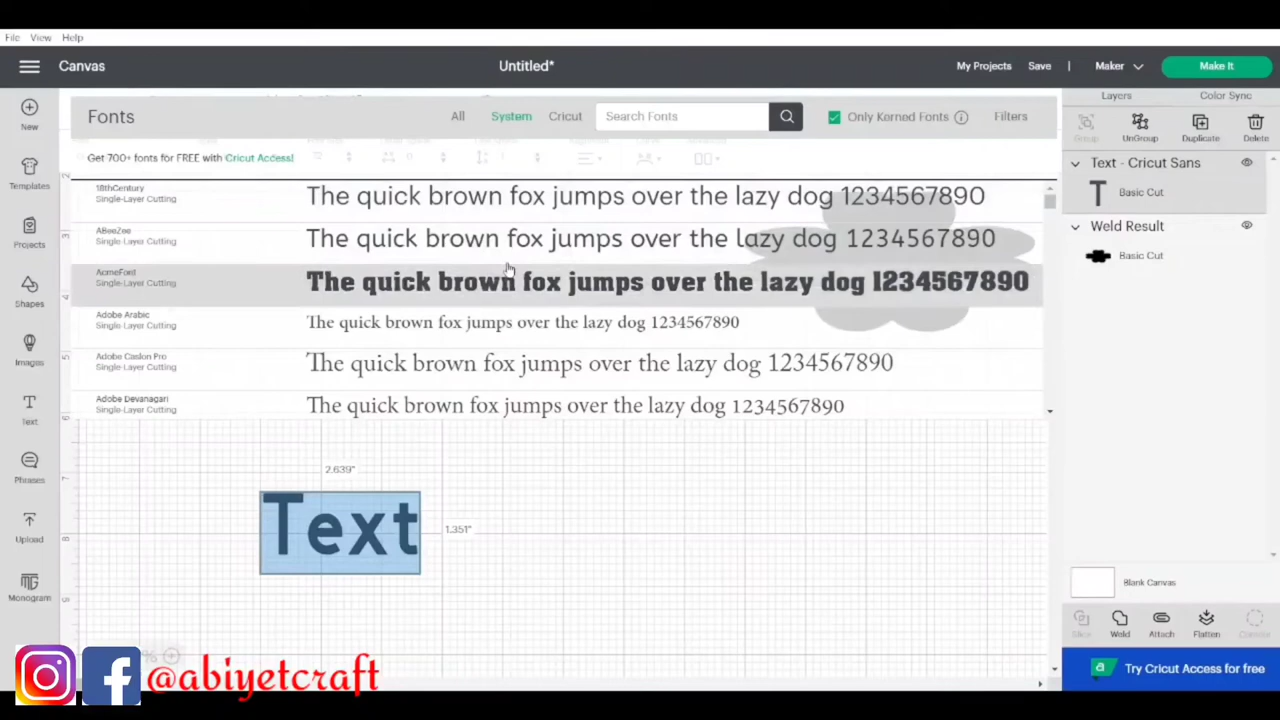 File View Help
Canvas Untitled* My Projects Save | Maker Make It
Fonts All System Cricut Search Fonts Only Kerned Fonts Filters
Get 700+ fonts for FREE with Cricut Access!
18thCentury
Single-Layer Cutting
The quick brown fox jumps over the lazy dog 1234567890
ABeeZee
Single-Layer Cutting
The quick brown fox jumps over the lazy dog 1234567890
AcmeFord
Single-Layer Cutting
The quick brown fox jumps over the lazy dog 1234567890
Adobe Arabic
Single-Layer Cutting
The quick brown fox jumps over the lazy dog 1234567890
Adobe Caslon Pro
Single-Layer Cutting
The quick brown fox jumps over the lazy dog 1234567890
Adobe Devanagari
Single-Layer Cutting
The quick brown fox jumps over the lazy dog 1234567890
2.639"
Text
1.351"
New
Templates
Projects
Shapes
Images
Text
Phrases
Upload
Monogram
Layers Color Sync
Group UnGroup Duplicate Delete
Text - Cricut Sans
Basic Cut
Weld Result
Basic Cut
Blank Canvas
Slice Weld Attach Flatten
Try Cricut Access for free
@abiyetcraft